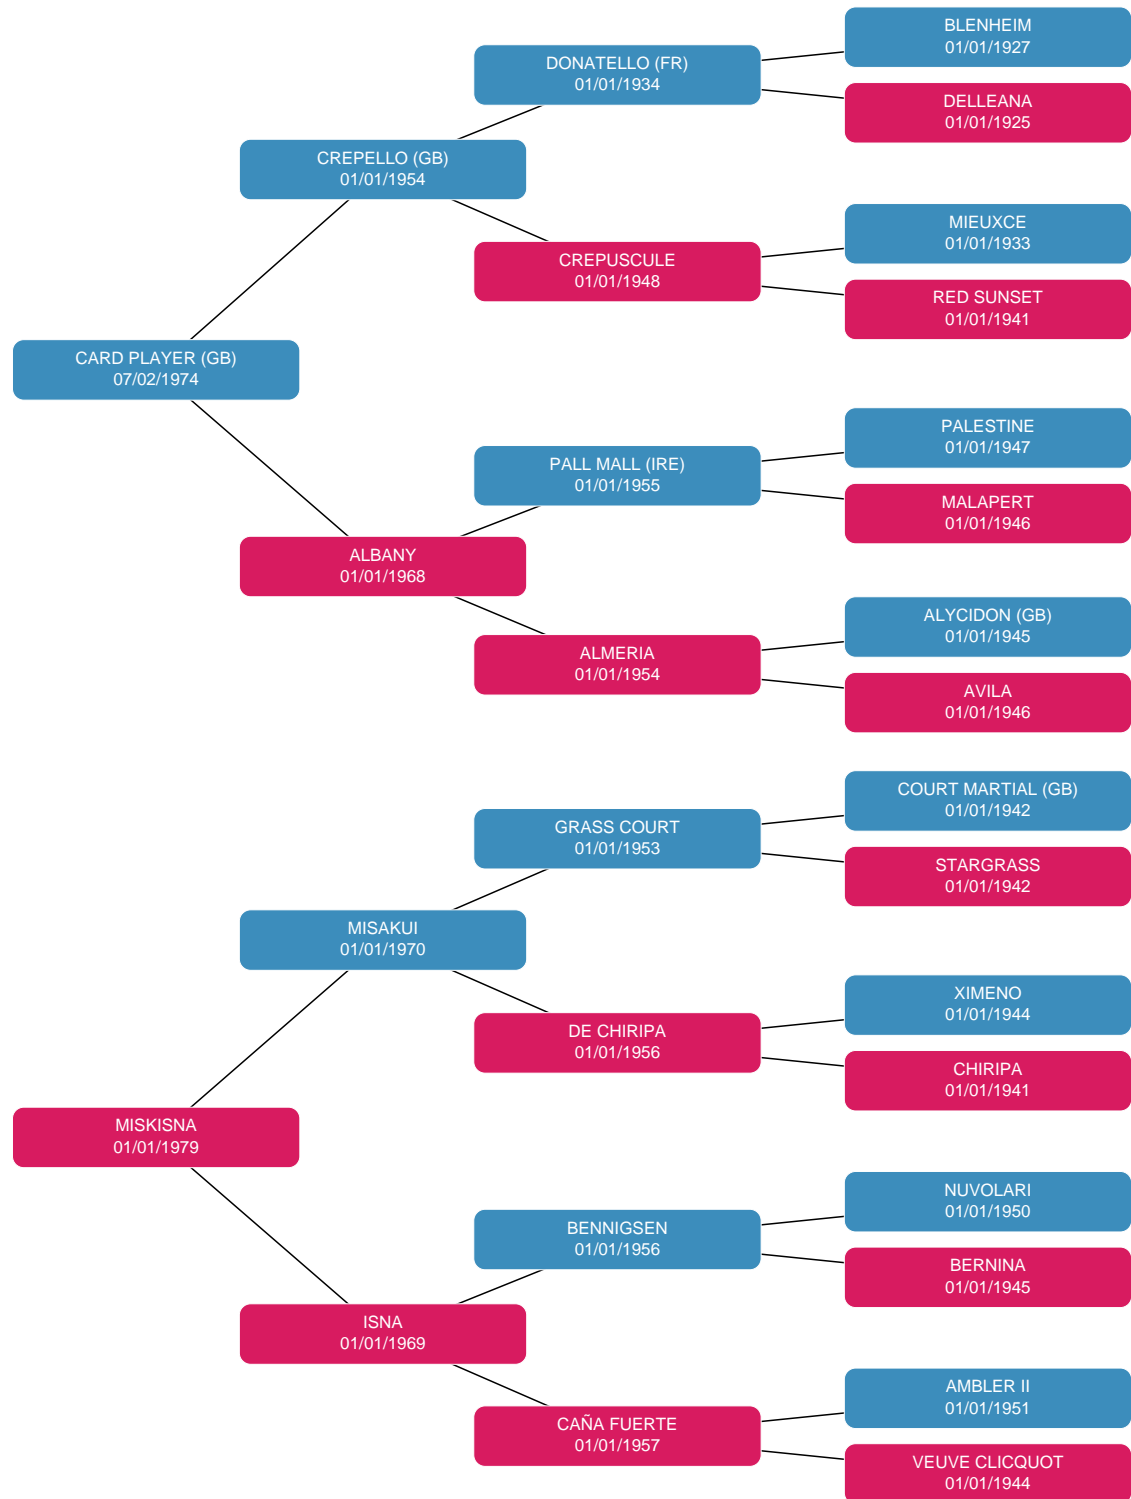 BLENHEIM
01/01/1927
DONATELLO (FR)
01/01/1934
DELLEANA
01/01/1925
CREPELLO (GB)
01/01/1954
MIEUXCE
01/01/1933
CREPUSCULE
01/01/1948
RED SUNSET
01/01/1941
CARD PLAYER (GB)
07/02/1974
PALESTINE
01/01/1947
PALL MALL (IRE)
01/01/1955
MALAPERT
01/01/1946
ALBANY
01/01/1968
ALYCIDON (GB)
01/01/1945
ALMERIA
01/01/1954
AVILA
01/01/1946
COURT MARTIAL (GB)
01/01/1942
GRASS COURT
01/01/1953
STARGRASS
01/01/1942
MISAKUI
01/01/1970
XIMENO
01/01/1944
DE CHIRIPA
01/01/1956
CHIRIPA
01/01/1941
MISKISNA
01/01/1979
NUVOLARI
01/01/1950
BENNIGSEN
01/01/1956
BERNINA
01/01/1945
ISNA
01/01/1969
AMBLER II
01/01/1951
CAÑA FUERTE
01/01/1957
VEUVE CLICQUOT
01/01/1944